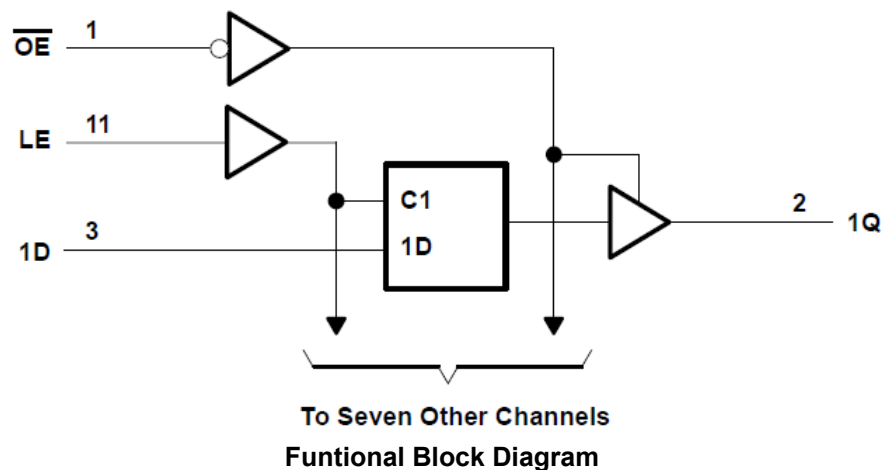 OE 1
LE 11
C1
1D 3
1D
2 1Q
To Seven Other Channels
Funtional Block Diagram